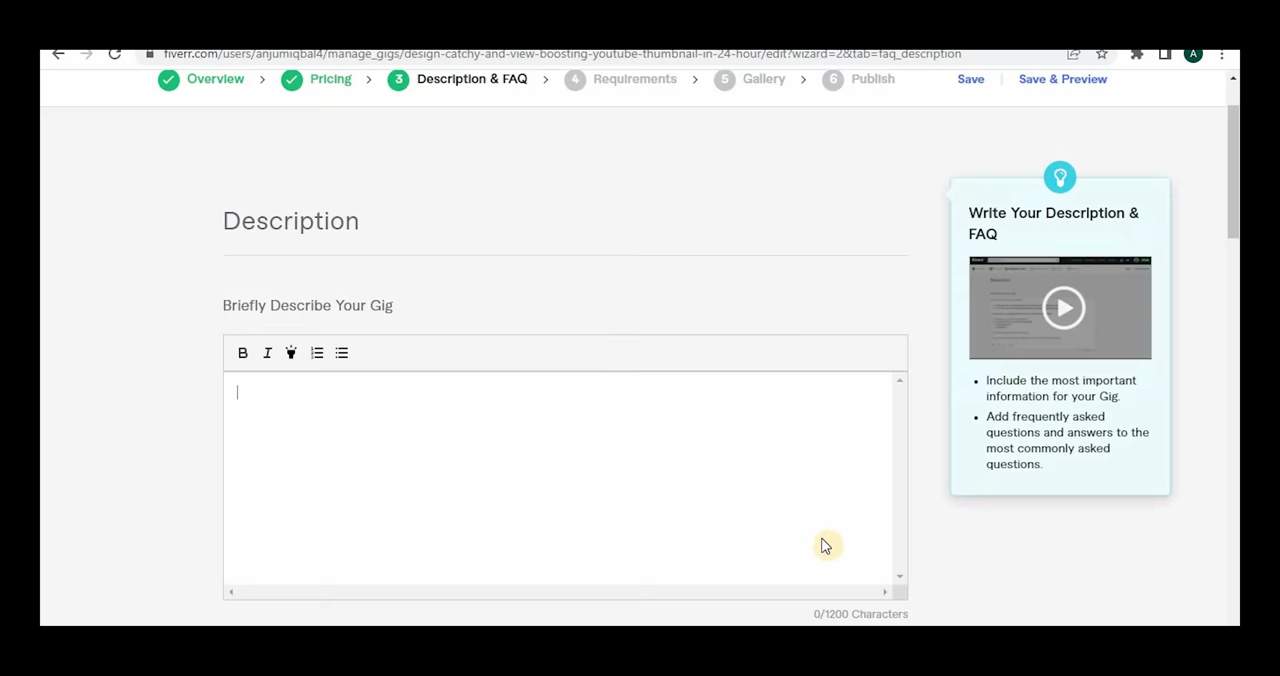 fiverr.com/users/anjumiqbal4/manage_gigs/design-catchy-and-view-boosting-youtube-thumbnail-in-24-hour/edit?wizard=2&tab=faq_description
A
Overview > Pricing > 3 Description & FAQ > 4 Requirements > 5 Gallery > 6 Publish Save | Save & Preview
Description
Briefly Describe Your Gig
B I
0/1200 Characters
Write Your Description &
FAQ
• Include the most important
information for your Gig.
• Add frequently asked
questions and answers to the
most commonly asked
questions.